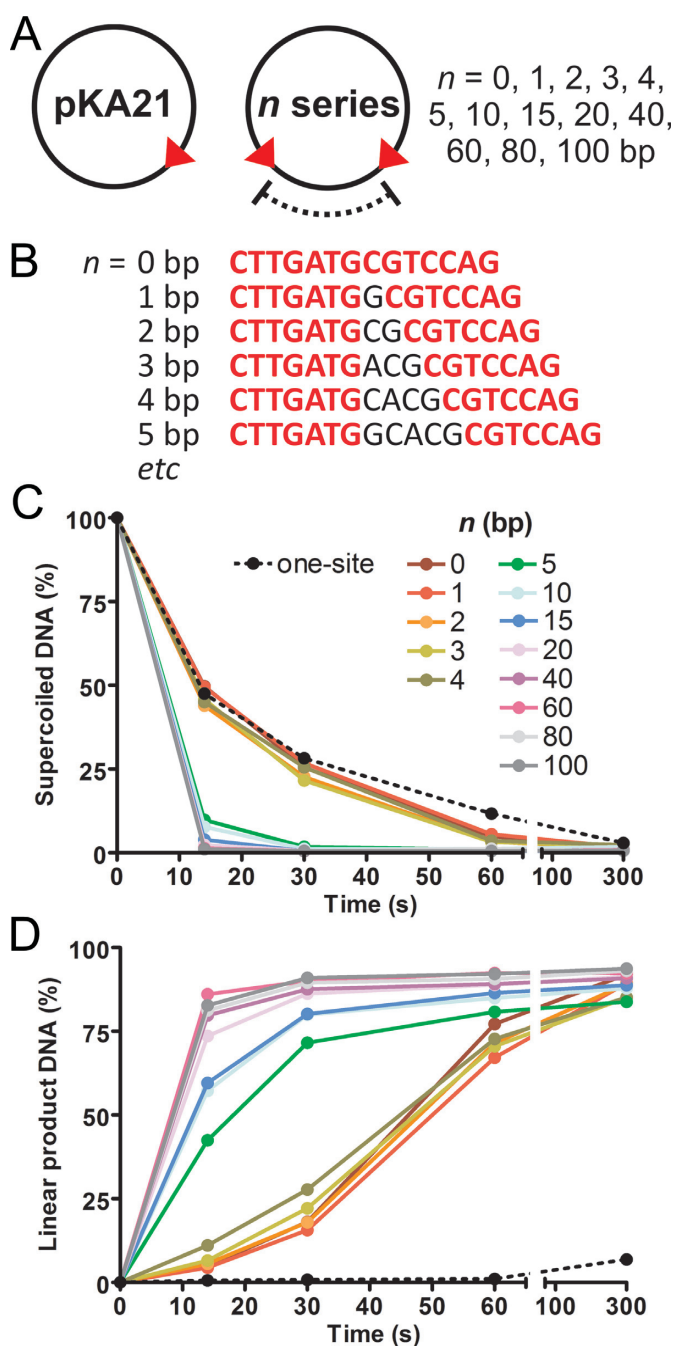 A
pKA21
n series
n = 0, 1, 2, 3, 4,
5, 10, 15, 20, 40,
60, 80, 100 bp
B
n = 0 bp CTTGATGCGTCCAG
1 bp CTTGATGGCGTCCAG
2 bp CTTGATGCGCGTCCAG
3 bp CTTGATGACGCGTCCAG
4 bp CTTGATGCACGCGTCCAG
5 bp CTTGATGGCACGCGTCCAG
etc
C
Supercoiled DNA (%)
100
75
50
25
0
0 10 20 30 40 50 60 100 300
Time (s)
one-site
n (bp)
0 5
1 10
2 15
3 20
4 40
60
80
100
D
Linear product DNA (%)
100
75
50
25
0
0 10 20 30 40 50 60 100 300
Time (s)